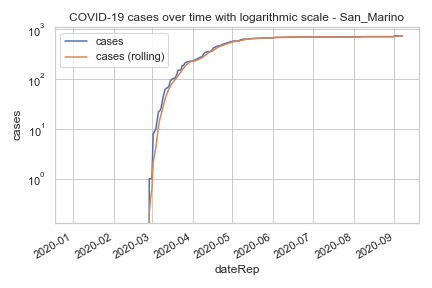 COVID-19 cases over time with logarithmic scale - San_Marino
cases
cases (rolling)
10³
10²
10¹
10⁰
cases
2020-01
2020-02
2020-03
2020-04
2020-05
2020-06
2020-07
2020-08
2020-09
dateRep